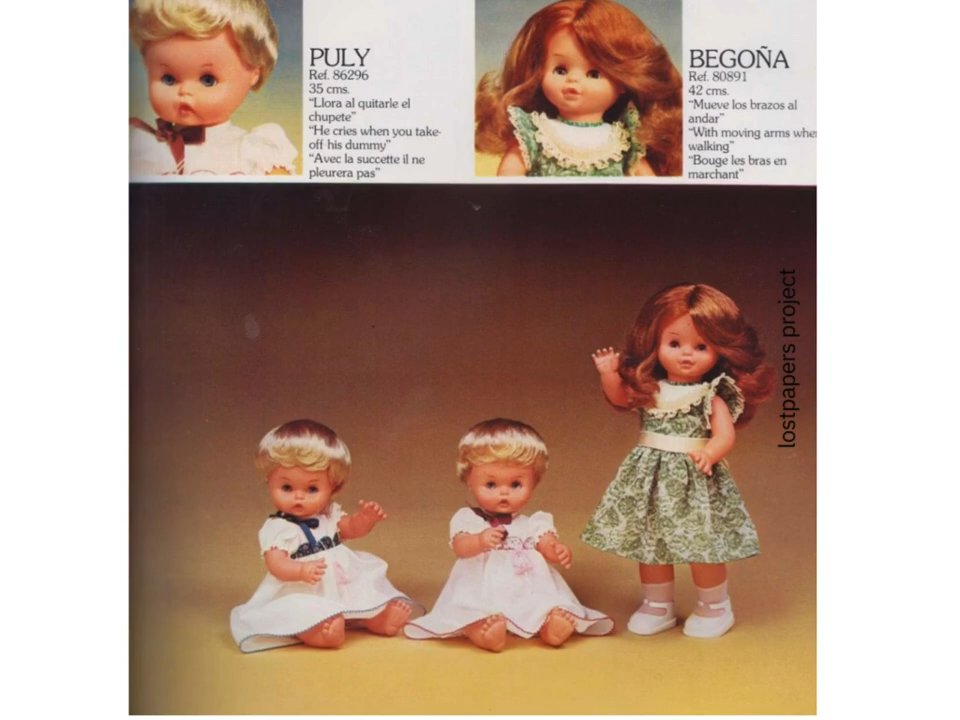 PULY
Ref. 86296
35 cms.
“Llora al quitarle el
chupete”
“He cries when you take-
off his dummy”
“Avec la succette il ne
pleurera pas”
BEGOÑA
Ref. 80891
42 cms.
“Mueve los brazos al
andar”
“With moving arms when
walking”
“Bouge les bras en
marchant”
lostpapers project